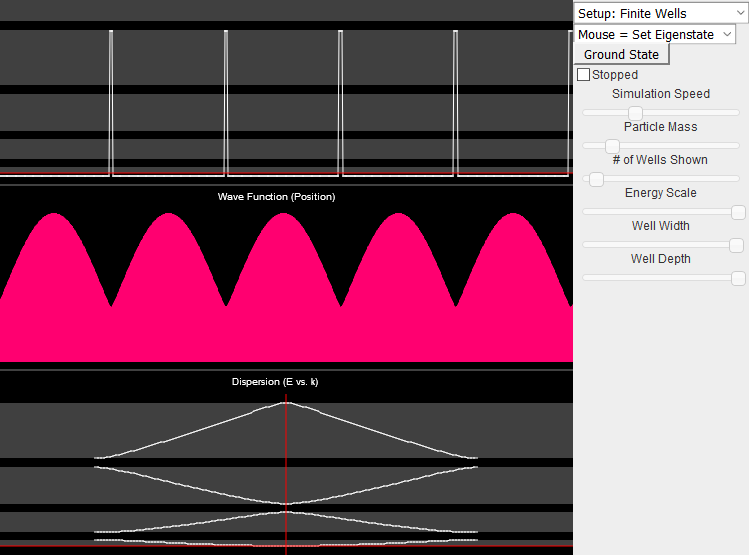 Setup: Finite Wells
Mouse = Set Eigenstate
Ground State
Stopped
Simulation Speed
Particle Mass
# of Wells Shown
Energy Scale
Well Width
Well Depth
Wave Function (Position)
Dispersion (E vs. k)